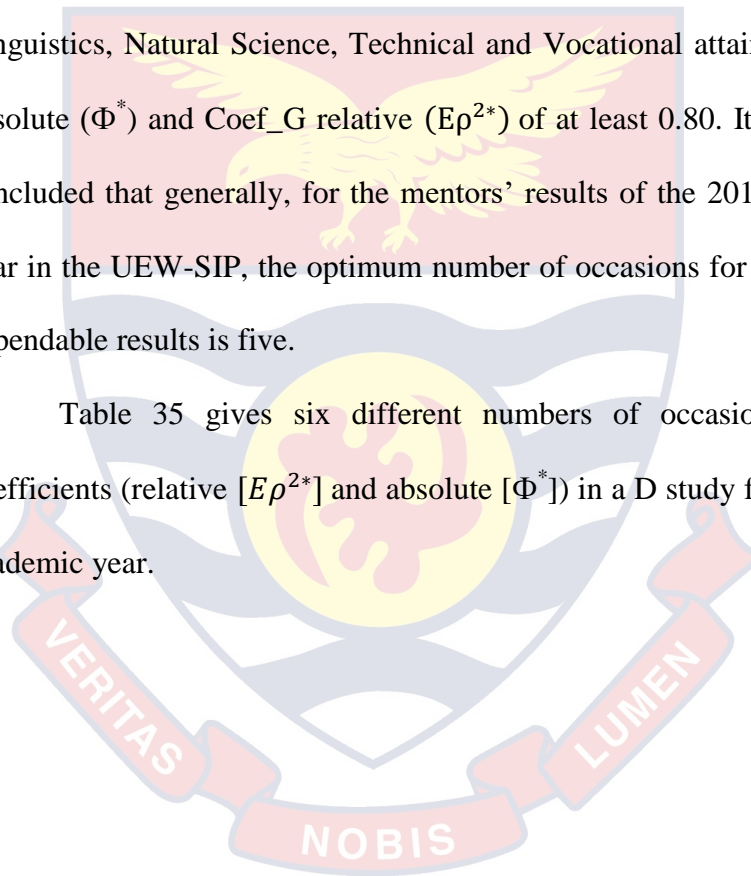 nguistics, Natural Science, Technical and Vocational attain
solute (Φ*) and Coef_G relative (Eρ²*) of at least 0.80. It
ncluded that generally, for the mentors' results of the 201
ar in the UEW-SIP, the optimum number of occasions for
pendable results is five.
Table 35 gives six different numbers of occasio
efficients (relative [Eρ²*] and absolute [Φ*]) in a D study f
ademic year.
VERITAS
NOBIS
LUMEN